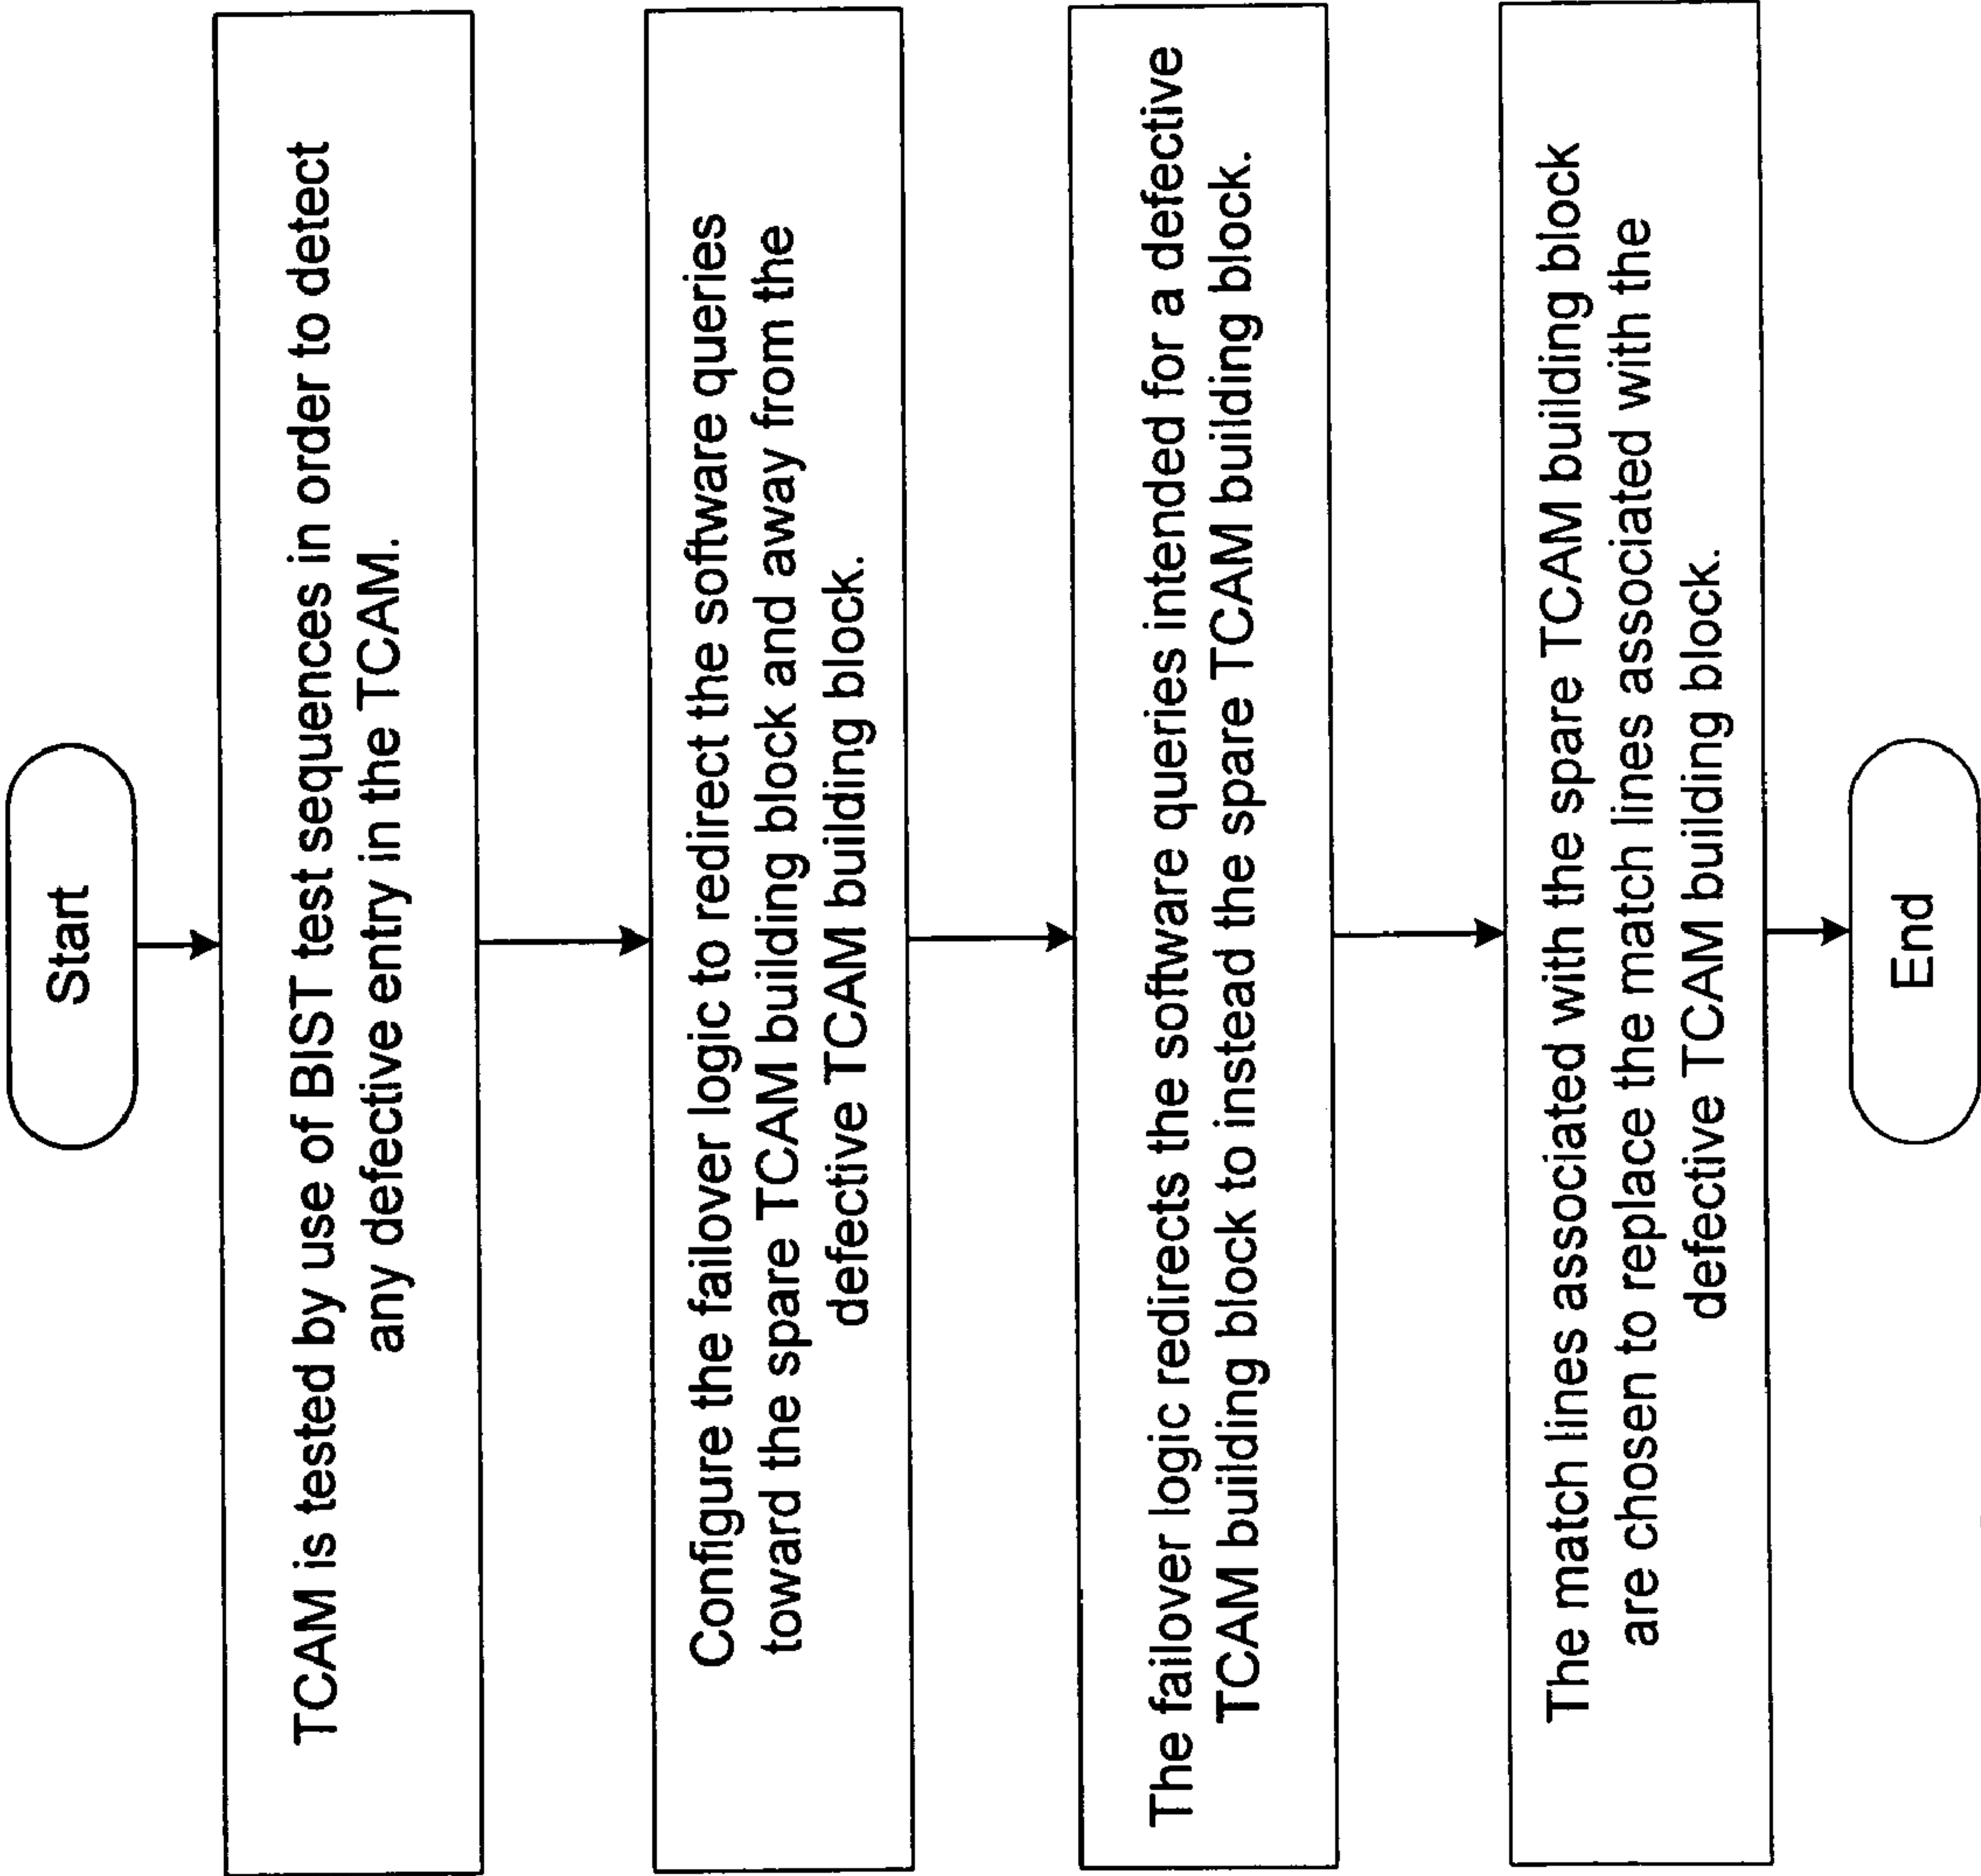 Start
TCAM is tested by use of BIST test sequences in order to detect
any defective entry in the TCAM.
Configure the failover logic to redirect the software queries
toward the spare TCAM building block and away from the
defective TCAM building block.
The failover logic redirects the software queries intended for a defective
TCAM building block to instead the spare TCAM building block.
The match lines associated with the spare TCAM building block
are chosen to replace the match lines associated with the
defective TCAM building block.
End